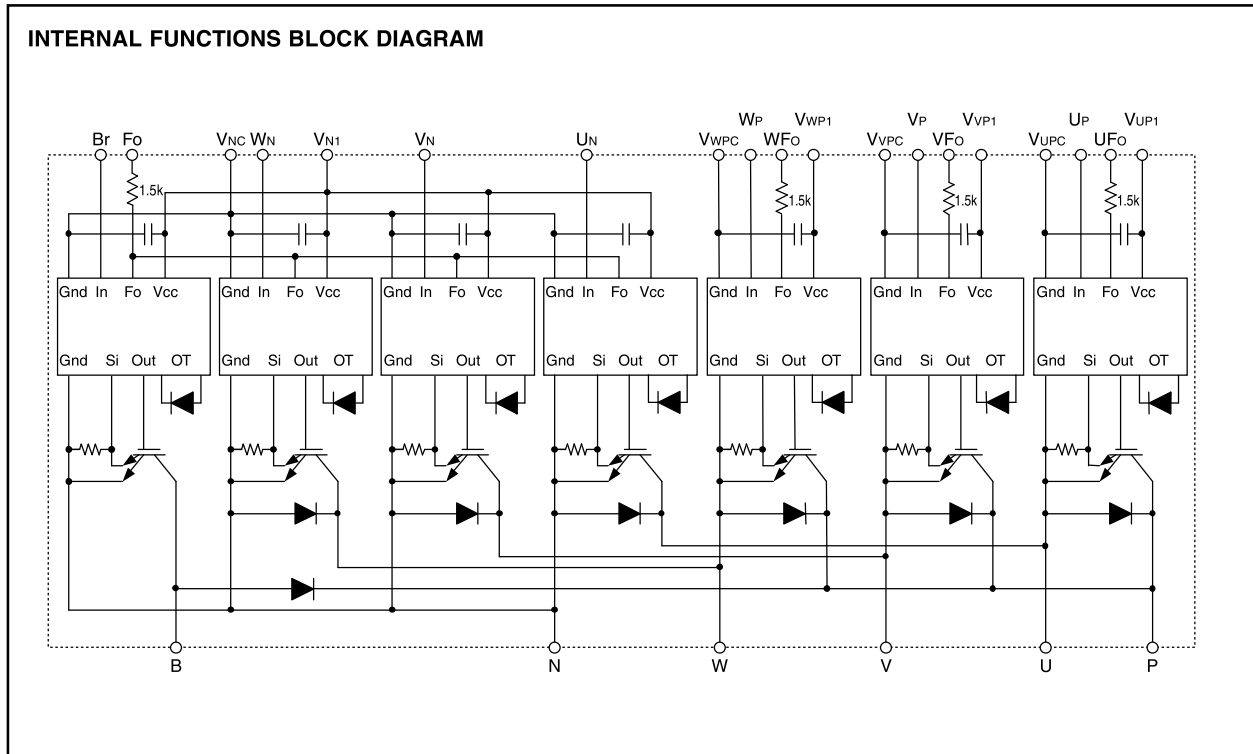 INTERNAL FUNCTIONS BLOCK DIAGRAM
WP VWP1 VP VVP1 UP VUP1
Br FO VNC WN VN1 VN UN VWPC WFO VVPC VFO VUPC UFO
1.5k 1.5k 1.5k 1.5k
Gnd In Fo Vcc Gnd In Fo Vcc Gnd In Fo Vcc Gnd In Fo Vcc Gnd In Fo Vcc Gnd In Fo Vcc Gnd In Fo Vcc
Gnd Si Out OT Gnd Si Out OT Gnd Si Out OT Gnd Si Out OT Gnd Si Out OT Gnd Si Out OT Gnd Si Out OT
B N W V U P